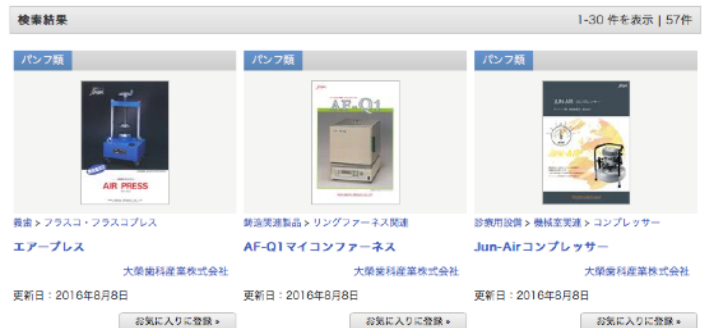 検索結果
1-30 件を表示 | 57件
パンフ類
パンフ類
パンフ類
AIR PRESS
AF-Q1
義歯 > フラスコ・フラスコプレス
鋳造関連製品 > リングファーネス関連
診療用設備 > 機械室関連 > コンプレッサー
エアープレス
AF-Q1マイコンファーネス
Jun-Airコンプレッサー
大榮歯科産業株式会社
大榮歯科産業株式会社
大榮歯科産業株式会社
更新日：2016年8月8日
更新日：2016年8月8日
更新日：2016年8月8日
お気に入りに登録 »
お気に入りに登録 »
お気に入りに登録 »